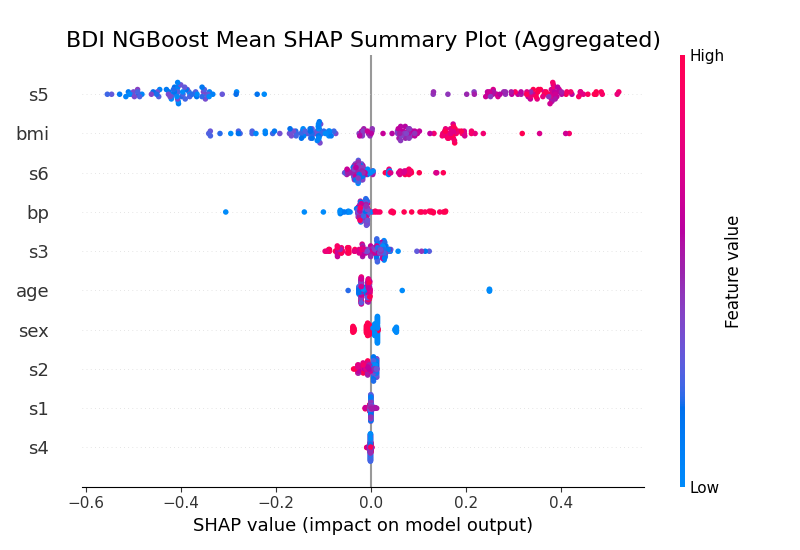 BDI NGBoost Mean SHAP Summary Plot (Aggregated)
High
s5
bmi
s6
bp
s3
age
sex
s2
s1
s4
Feature value
Low
−0.6 −0.4 −0.2 0.0 0.2 0.4
SHAP value (impact on model output)